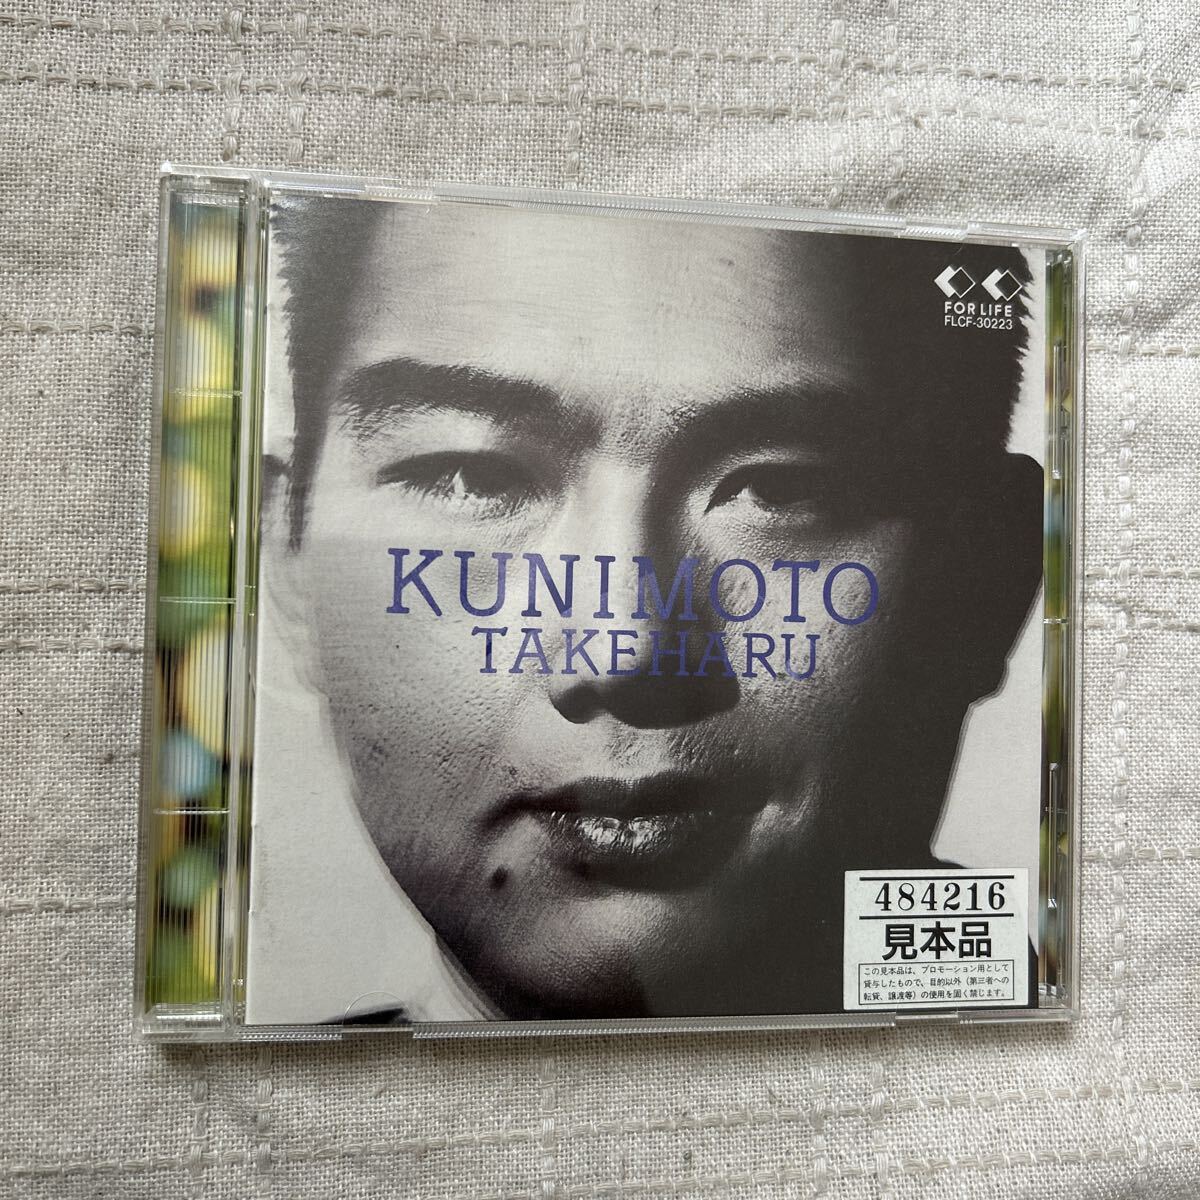 FOR LIFE
FLCF-30223
KUNIMOTO
TAKEHARU
484216
見本品
この見本品は、プロモーション用として
貸与したもので、目的以外（第三者への
転貸、譲渡等）の使用を固く禁じます。